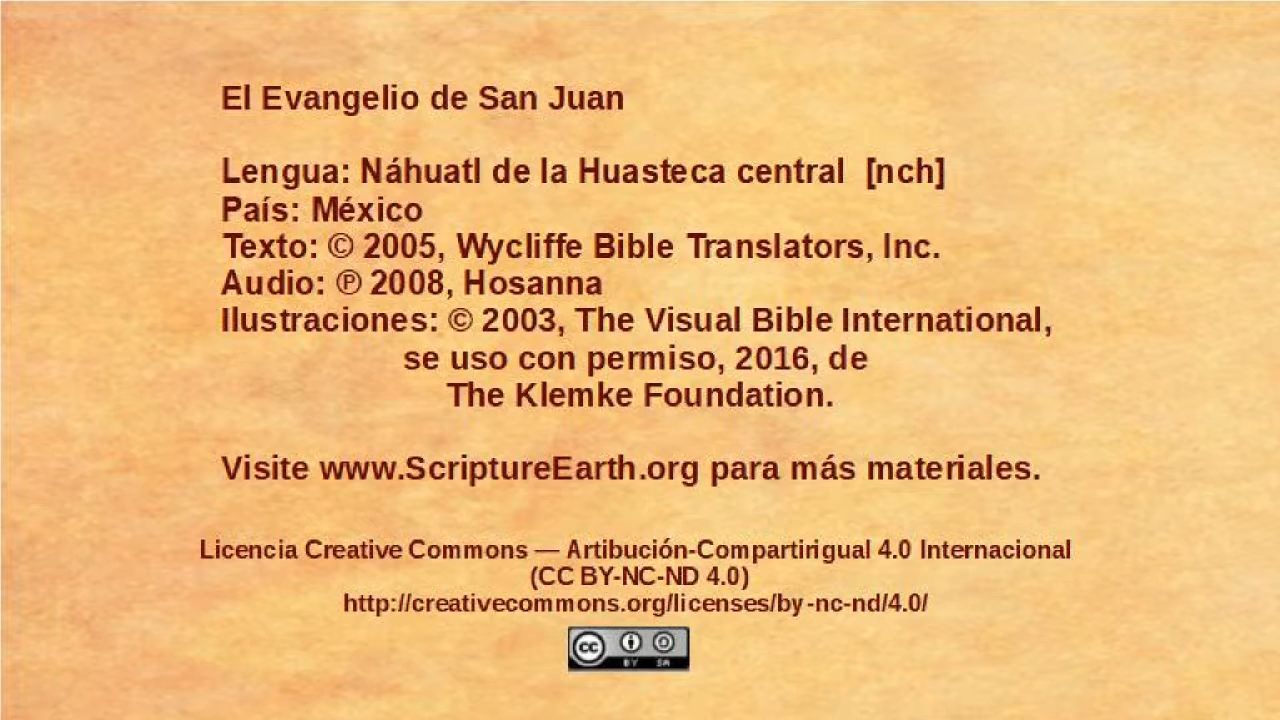 El Evangelio de San Juan
Lengua: Náhuatl de la Huasteca central [nch]
País: México
Texto: © 2005, Wycliffe Bible Translators, Inc.
Audio: ℗ 2008, Hosanna
Ilustraciones: © 2003, The Visual Bible International,
se uso con permiso, 2016, de
The Klemke Foundation.
Visite www.ScriptureEarth.org para más materiales.
Licencia Creative Commons — Artibución-Compartirigual 4.0 Internacional
(CC BY-NC-ND 4.0)
http://creativecommons.org/licenses/by-nc-nd/4.0/
cc BY SA